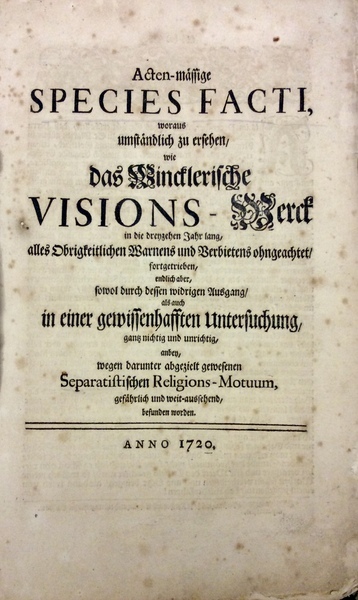 Acten-mässige
SPECIES FACTI,
woraus
umständlich zu ersehen/
wie
das Wincklerische
VISIONS-Werck
in die dreyzehen Jahr lang,
alles Obrigkeitlichen Warnens und Verbietens ohngeachtet/
fortgetrieben,
endlich aber,
sowol durch dessen widrigen Ausgang/
als auch
in einer gewissenhafften Untersuchung,
gantz nichtig und unrichtig,
anbey,
wegen darunter abgezielt gewesenen
Separatistischen Religions-Motuum,
gefährlich und weit-aussehend,
befunden worden.
ANNO 1720.